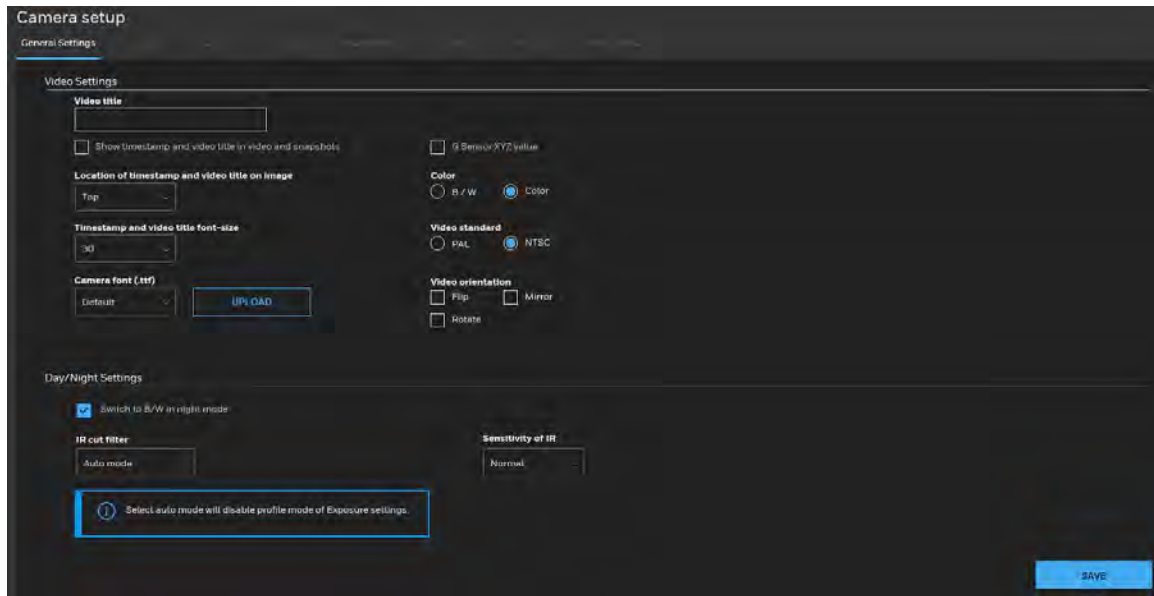 Camera setup
General Settings
Video Settings
Video title
Show timestamp and video title in video and snapshots
G Sensor XYZ value
Location of timestamp and video title on image
Color
Top
B / W
Color
Timestamp and video title font-size
Video standard
30
PAL
NTSC
Camera font (.ttf)
Video orientation
Default
UPLOAD
Flip
Mirror
Rotate
Day/Night Settings
Switch to B/W in night mode
IR cut filter
Sensitivity of IR
Auto mode
Normal
Select auto mode will disable profile mode of Exposure settings.
SAVE